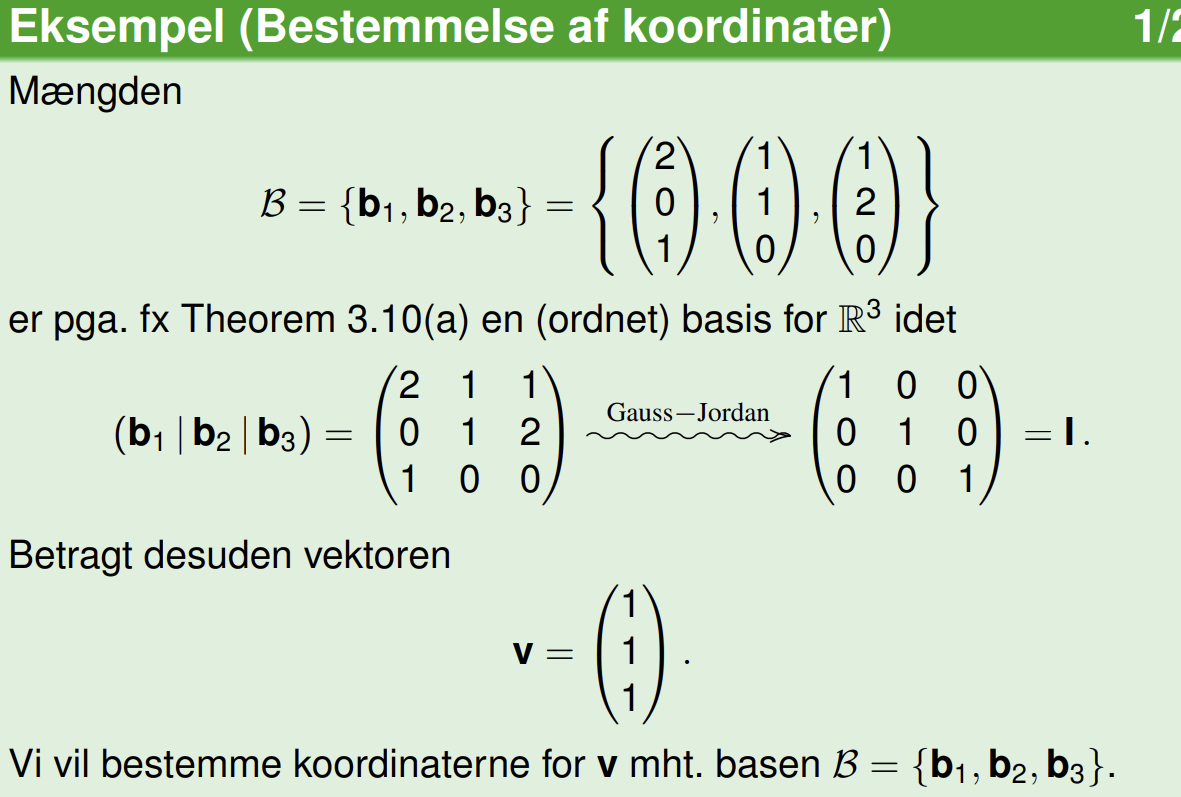 Eksempel (Bestemmelse af koordinater) 1/2
Mængden
ℬ = {b₁, b₂, b₃} = { (2 0 1), (1 1 0), (1 2 0) }
er pga. fx Theorem 3.10(a) en (ordnet) basis for ℝ³ idet
Gauss−Jordan
(b₁ | b₂ | b₃) = (2 1 1; 0 1 2; 1 0 0) ⇝ (1 0 0; 0 1 0; 0 0 1) = I.
Betragt desuden vektoren
v = (1 1 1).
Vi vil bestemme koordinaterne for v mht. basen ℬ = {b₁, b₂, b₃}.